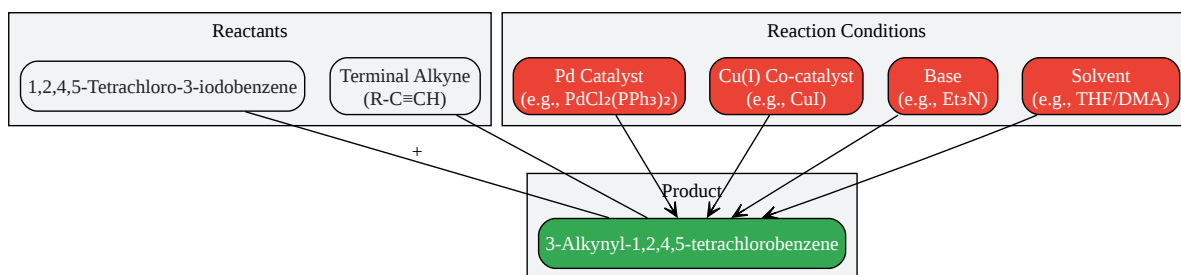 Reactants
1,2,4,5-Tetrachloro-3-iodobenzene
Terminal Alkyne
(R-C≡CH)
Reaction Conditions
Pd Catalyst
(e.g., PdCl₂(PPh₃)₂)
Cu(I) Co-catalyst
(e.g., CuI)
Base
(e.g., Et₃N)
Solvent
(e.g., THF/DMA)
+
Product
3-Alkynyl-1,2,4,5-tetrachlorobenzene